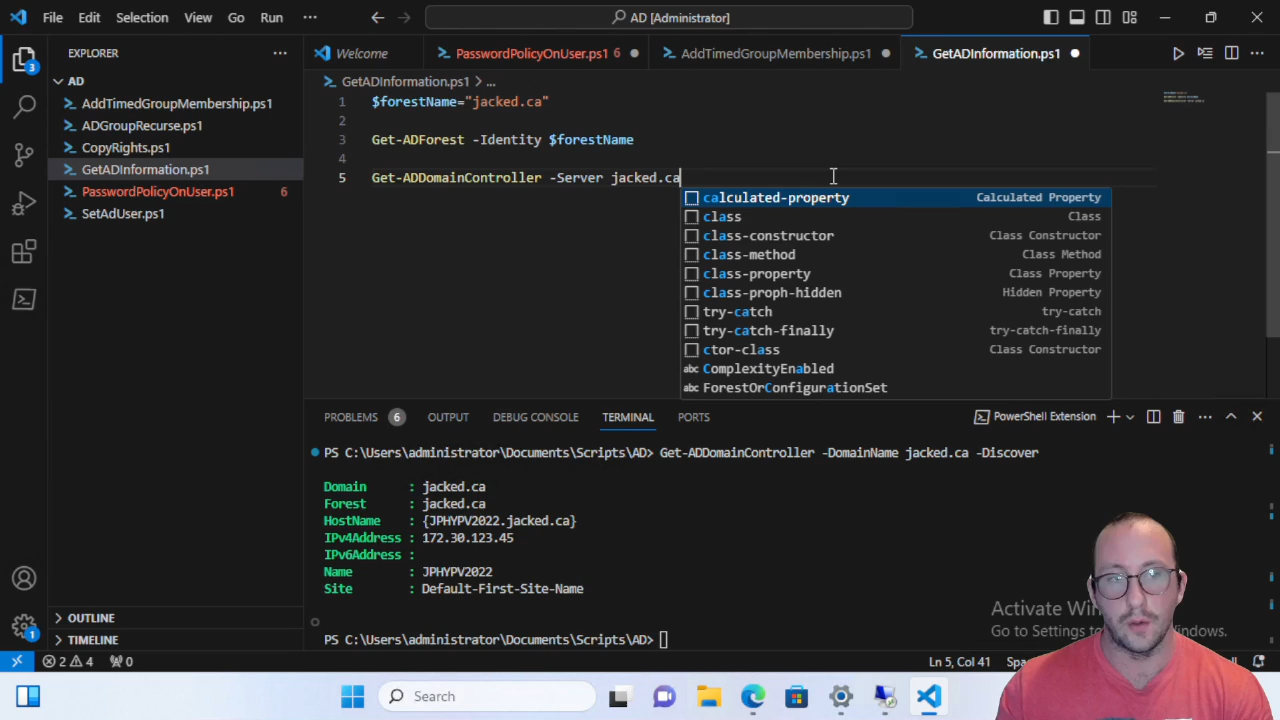 File Edit Selection View Go Run ··· AD [Administrator]
EXPLORER ···
Welcome PasswordPolicyOnUser.ps1 6 AddTimedGroupMembership.ps1 GetADInformation.ps1 ···
AD
AddTimedGroupMembership.ps1
ADGroupRecurse.ps1
CopyRights.ps1
GetADInformation.ps1
PasswordPolicyOnUser.ps1 6
SetAdUser.ps1
OUTLINE
TIMELINE
3
1
GetADInformation.ps1 > ...
1 $forestName="jacked.ca"
2
3 Get-ADForest -Identity $forestName
4
5 Get-ADDomainController -Server jacked.ca
calculated-property Calculated Property
class Class
class-constructor Class Constructor
class-method Class Method
class-property Class Property
class-proph-hidden Hidden Property
try-catch try-catch
try-catch-finally try-catch-finally
ctor-class Class Constructor
abc ComplexityEnabled
abc ForestOrConfigurationSet
PROBLEMS 6 OUTPUT DEBUG CONSOLE TERMINAL PORTS PowerShell Extension ···
PS C:\Users\administrator\Documents\Scripts\AD> Get-ADDomainController -DomainName jacked.ca -Discover
Domain : jacked.ca
Forest : jacked.ca
HostName : {JPHYPV2022.jacked.ca}
IPv4Address : 172.30.123.45
IPv6Address :
Name : JPHYPV2022
Site : Default-First-Site-Name
PS C:\Users\administrator\Documents\Scripts\AD>
Activate Win
Go to Settings to ndows.
2 4 0 Ln 5, Col 41
Search